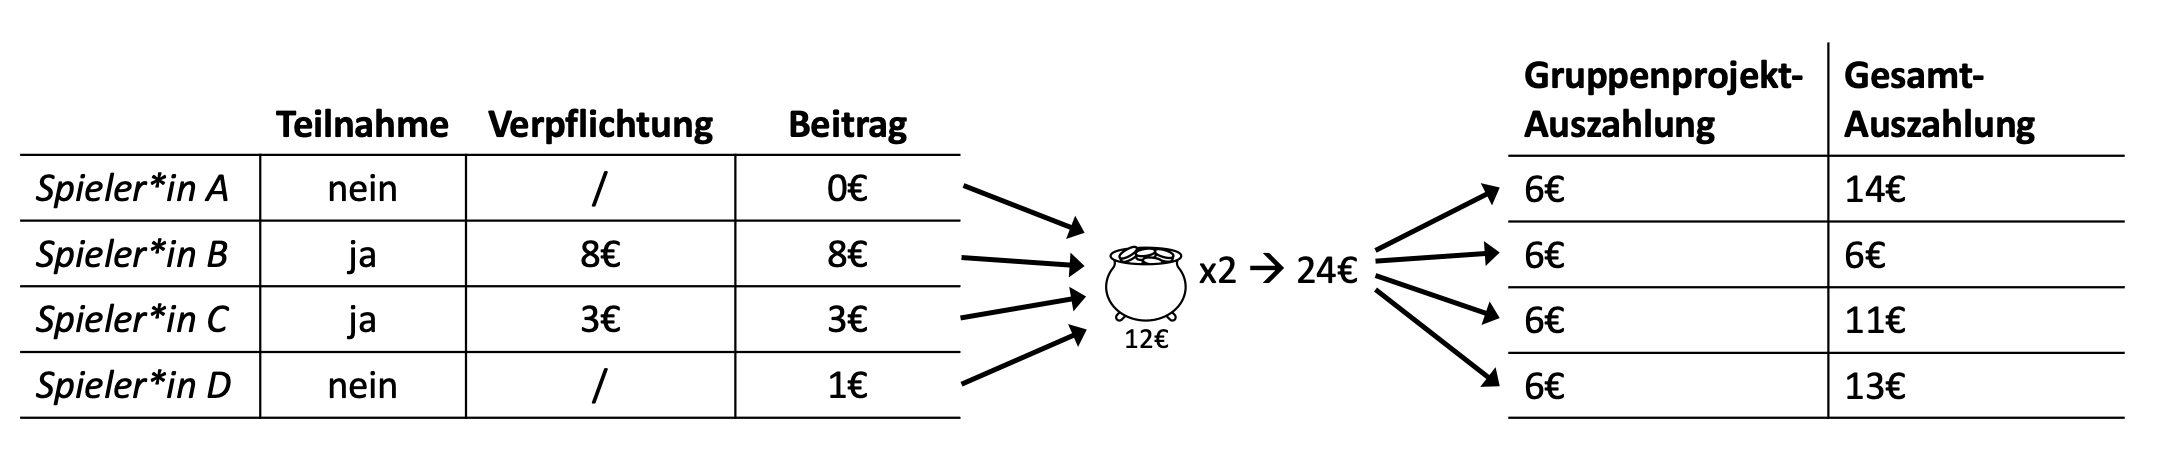 Teilnahme Verpflichtung Beitrag Gruppenprojekt-Auszahlung Gesamt-Auszahlung
Spieler*in A nein / 0€ 6€ 14€
Spieler*in B ja 8€ 8€ 6€ 6€
x2 → 24€
Spieler*in C ja 3€ 3€ 6€ 11€
12€
Spieler*in D nein / 1€ 6€ 13€